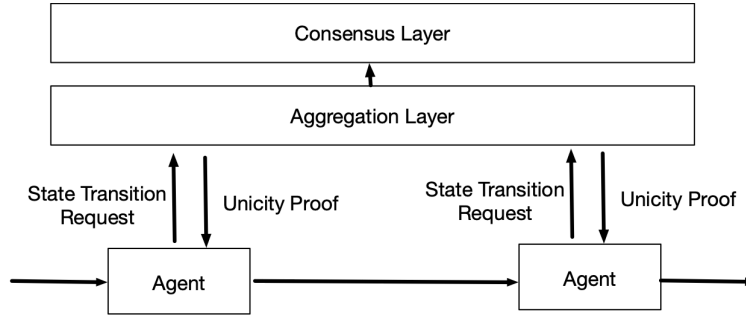 Consensus Layer
Aggregation Layer
State Transition
Request
Unicity Proof
State Transition
Request
Unicity Proof
Agent
Agent